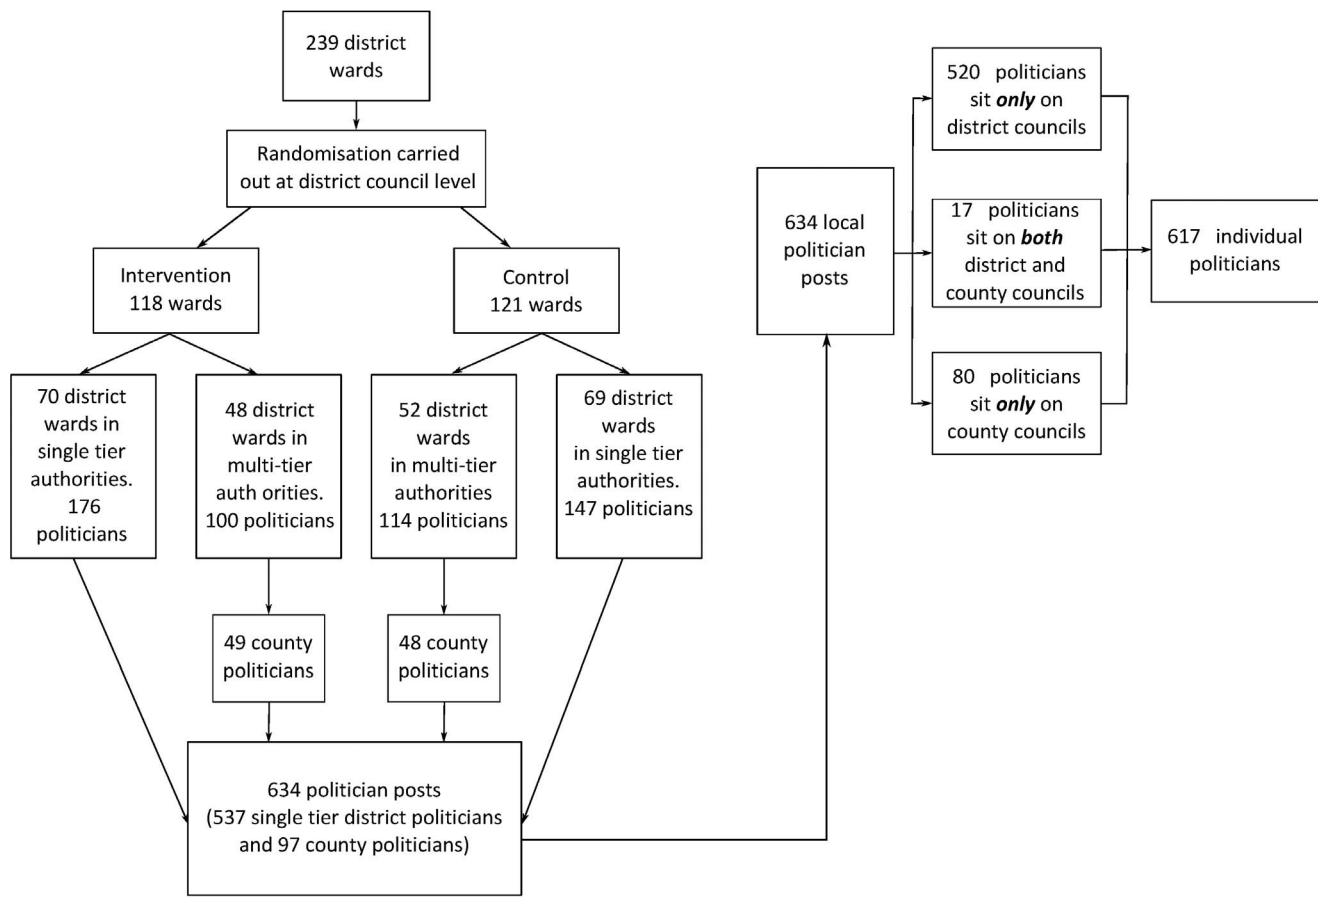 239 district
wards
Randomisation carried
out at district council level
Intervention
118 wards
Control
121 wards
70 district
wards in
single tier
authorities.
176
politicians
48 district
wards in
multi-tier
auth orities.
100 politicians
52 district
wards
in multi-tier
authorities
114 politicians
69 district
wards
in single tier
authorities.
147 politicians
49 county
politicians
48 county
politicians
634 politician posts
(537 single tier district politicians
and 97 county politicians)
634 local
politician
posts
520 politicians
sit only on
district councils
17 politicians
sit on both
district and
county councils
80 politicians
sit only on
county councils
617 individual
politicians